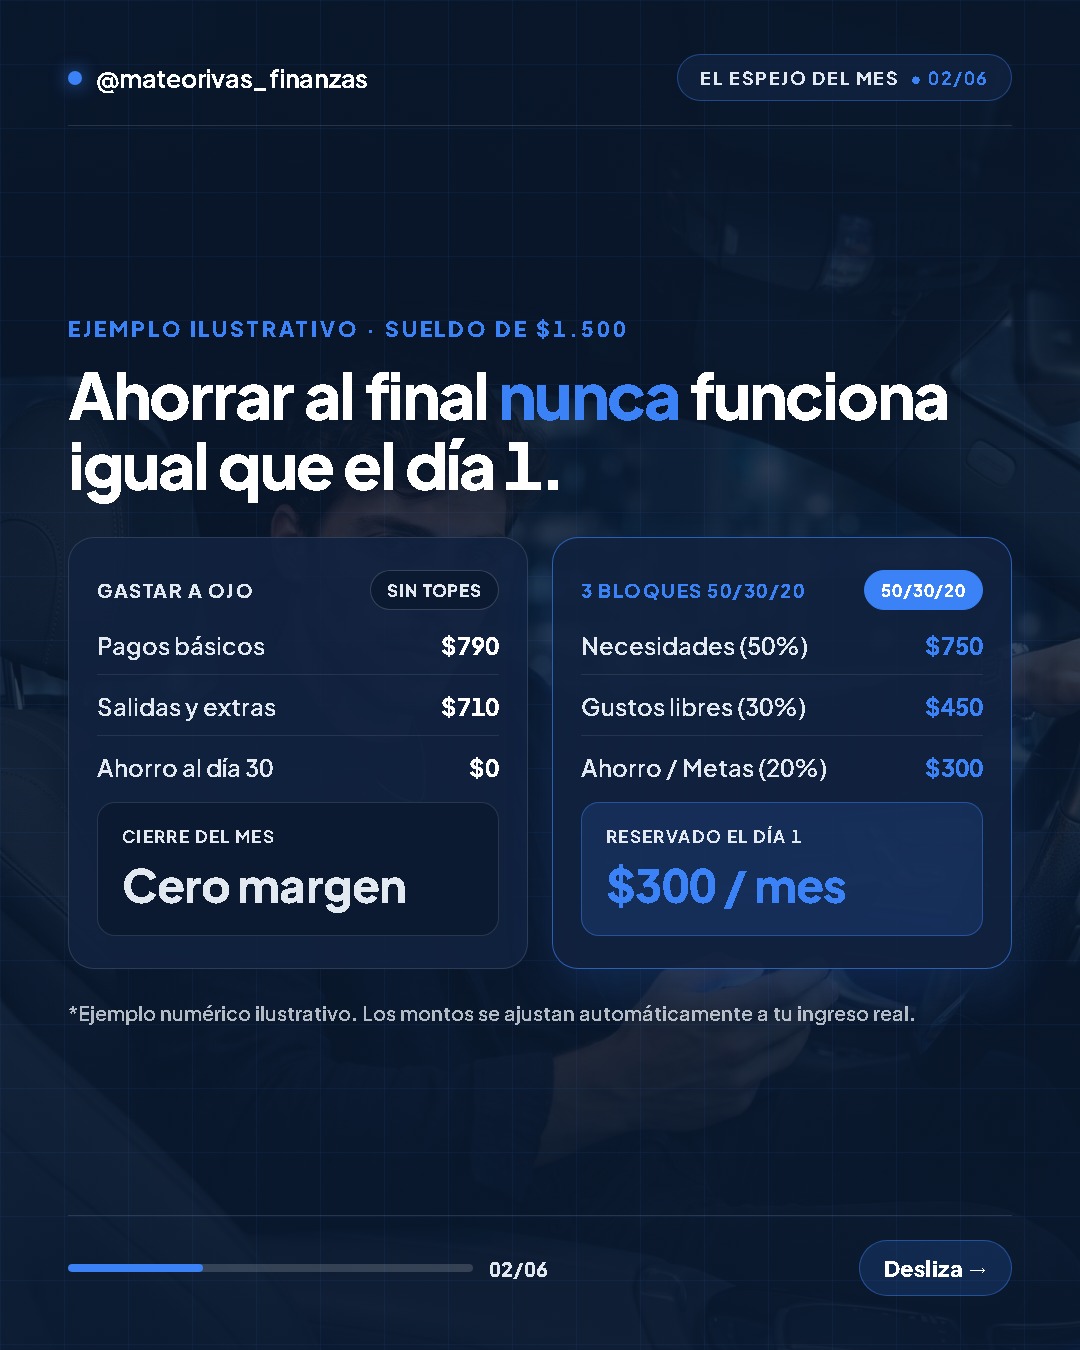 @mateorivas_finanzas
EL ESPEJO DEL MES • 02/06
EJEMPLO ILUSTRATIVO · SUELDO DE $1.500
Ahorrar al final nunca funciona
igual que el día 1.
GASTAR A OJO
SIN TOPES
Pagos básicos $790
Salidas y extras $710
Ahorro al día 30 $0
CIERRE DEL MES
Cero margen
3 BLOQUES 50/30/20
50/30/20
Necesidades (50%) $750
Gustos libres (30%) $450
Ahorro / Metas (20%) $300
RESERVADO EL DÍA 1
$300 / mes
*Ejemplo numérico ilustrativo. Los montos se ajustan automáticamente a tu ingreso real.
02/06
Desliza →